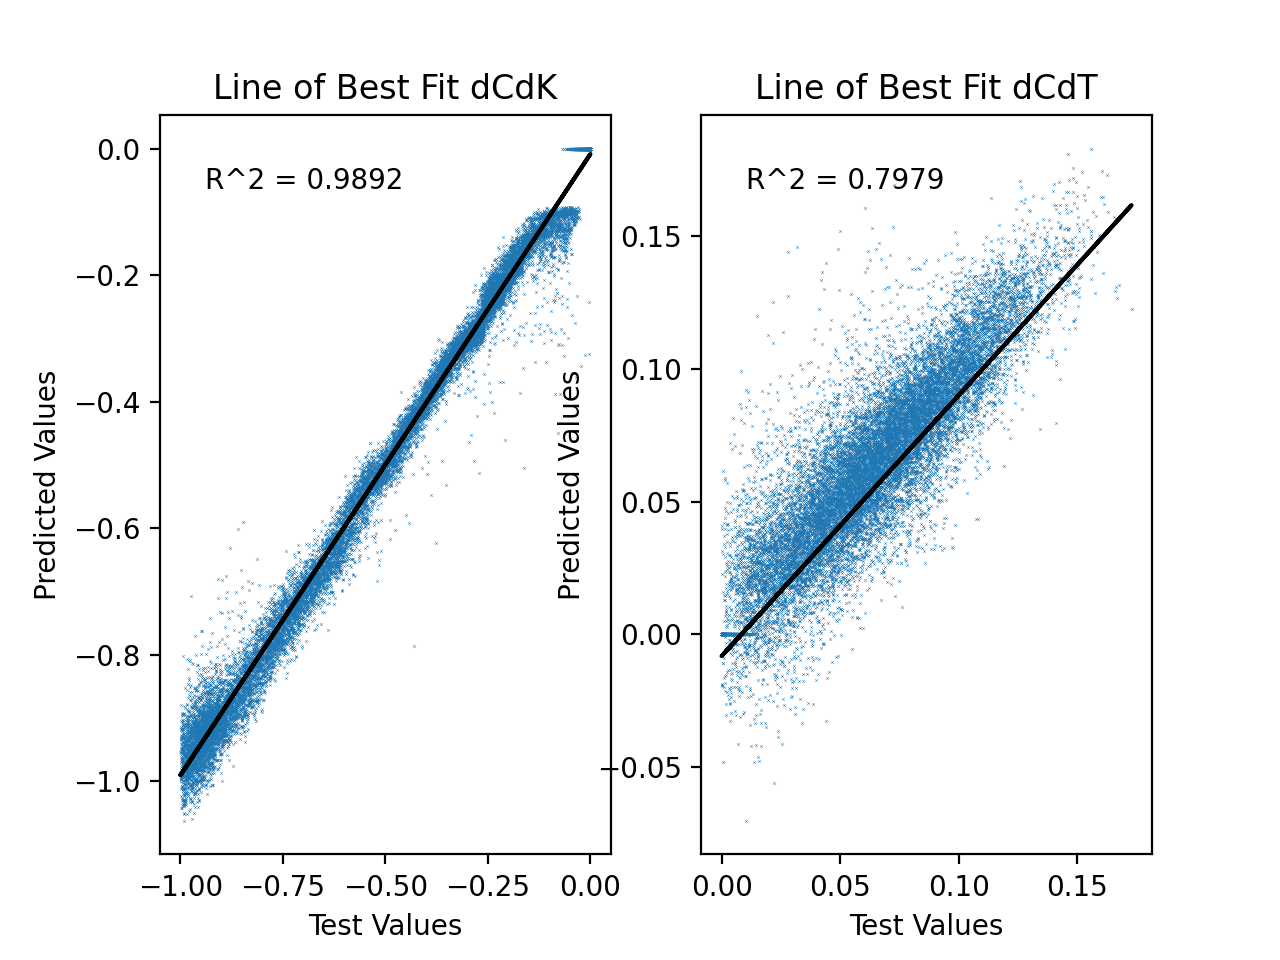 Line of Best Fit dCdK
R^2 = 0.9892
Predicted Values
0.0
−0.2
−0.4
−0.6
−0.8
−1.0
−1.00 −0.75 −0.50 −0.25 0.00
Test Values
Line of Best Fit dCdT
R^2 = 0.7979
Predicted Values
0.15
0.10
0.05
0.00
−0.05
0.00 0.05 0.10 0.15
Test Values